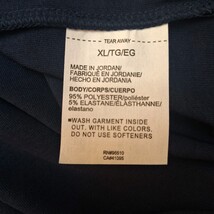 TEAR AWAY
XL/TG/EG
MADE IN JORDAN/
FABRIQUÉ EN JORDANIE/
HECHO EN JORDANIA
BODY/CORPS/CUERPO
95% POLYESTER/poliéster
5% ELASTANE/ÉLASTHANNE/
elastano
✖WASH GARMENT INSIDE
OUT. WITH LIKE COLORS.
DO NOT USE SOFTENERS